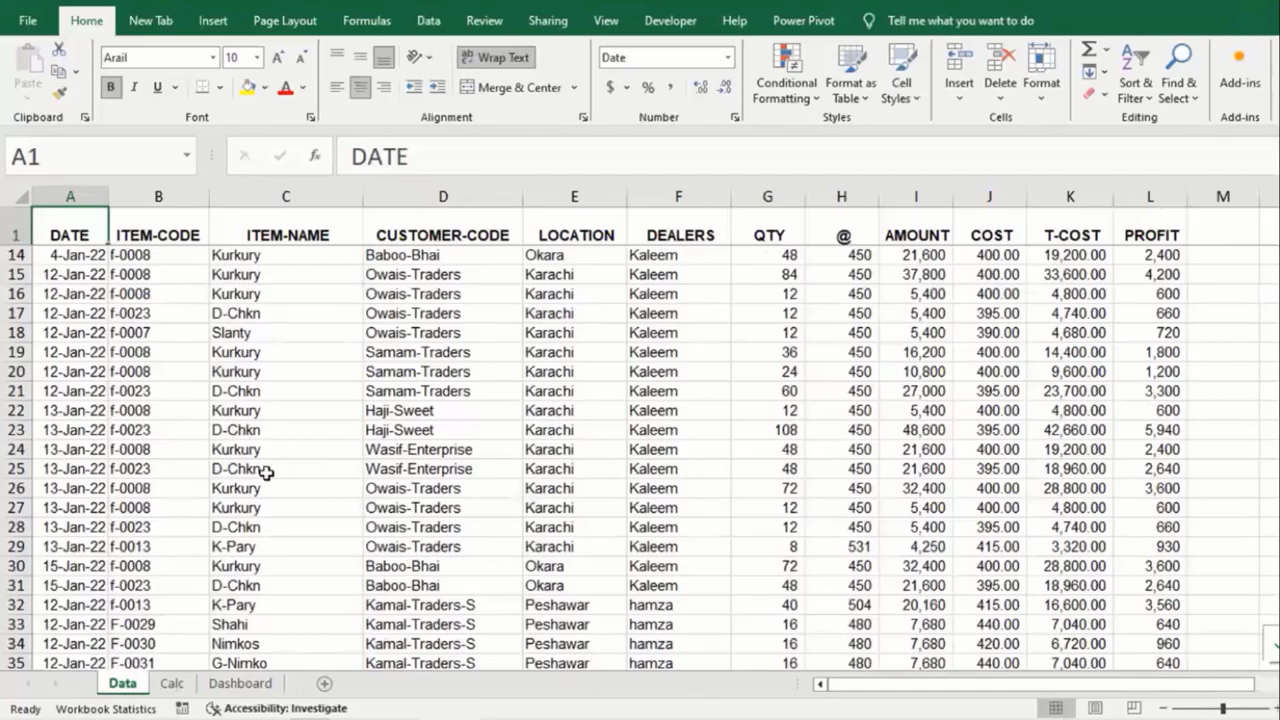 File Home New Tab Insert Page Layout Formulas Data Review Sharing View Developer Help Power Pivot Tell me what you want to do
Paste Arail 10 A A Wrap Text Date Conditional Formatting Format as Table Cell Styles Insert Delete Format Sort & Filter Find & Select Add-ins
B I U A Merge & Center $ %
Clipboard Font Alignment Number Styles Cells Editing Add-ins
A1 fx DATE
A B C D E F G H I J K L M
1 DATE ITEM-CODE ITEM-NAME CUSTOMER-CODE LOCATION DEALERS QTY @ AMOUNT COST T-COST PROFIT
14 4-Jan-22 f-0008 Kurkury Baboo-Bhai Okara Kaleem 48 450 21,600 400.00 19,200.00 2,400
15 12-Jan-22 f-0008 Kurkury Owais-Traders Karachi Kaleem 84 450 37,800 400.00 33,600.00 4,200
16 12-Jan-22 f-0008 Kurkury Owais-Traders Karachi Kaleem 12 450 5,400 400.00 4,800.00 600
17 12-Jan-22 f-0023 D-Chkn Owais-Traders Karachi Kaleem 12 450 5,400 395.00 4,740.00 660
18 12-Jan-22 f-0007 Slanty Owais-Traders Karachi Kaleem 12 450 5,400 390.00 4,680.00 720
19 12-Jan-22 f-0008 Kurkury Samam-Traders Karachi Kaleem 36 450 16,200 400.00 14,400.00 1,800
20 12-Jan-22 f-0008 Kurkury Samam-Traders Karachi Kaleem 24 450 10,800 400.00 9,600.00 1,200
21 12-Jan-22 f-0023 D-Chkn Samam-Traders Karachi Kaleem 60 450 27,000 395.00 23,700.00 3,300
22 13-Jan-22 f-0008 Kurkury Haji-Sweet Karachi Kaleem 12 450 5,400 400.00 4,800.00 600
23 13-Jan-22 f-0023 D-Chkn Haji-Sweet Karachi Kaleem 108 450 48,600 395.00 42,660.00 5,940
24 13-Jan-22 f-0008 Kurkury Wasif-Enterprise Karachi Kaleem 48 450 21,600 400.00 19,200.00 2,400
25 13-Jan-22 f-0023 D-Chkn Wasif-Enterprise Karachi Kaleem 48 450 21,600 395.00 18,960.00 2,640
26 13-Jan-22 f-0008 Kurkury Owais-Traders Karachi Kaleem 72 450 32,400 400.00 28,800.00 3,600
27 13-Jan-22 f-0008 Kurkury Owais-Traders Karachi Kaleem 12 450 5,400 400.00 4,800.00 600
28 13-Jan-22 f-0023 D-Chkn Owais-Traders Karachi Kaleem 12 450 5,400 395.00 4,740.00 660
29 13-Jan-22 f-0013 K-Pary Owais-Traders Karachi Kaleem 8 531 4,250 415.00 3,320.00 930
30 15-Jan-22 f-0008 Kurkury Baboo-Bhai Okara Kaleem 72 450 32,400 400.00 28,800.00 3,600
31 15-Jan-22 f-0023 D-Chkn Baboo-Bhai Okara Kaleem 48 450 21,600 395.00 18,960.00 2,640
32 12-Jan-22 f-0013 K-Pary Kamal-Traders-S Peshawar hamza 40 504 20,160 415.00 16,600.00 3,560
33 12-Jan-22 F-0029 Shahi Kamal-Traders-S Peshawar hamza 16 480 7,680 440.00 7,040.00 640
34 12-Jan-22 F-0030 Nimkos Kamal-Traders-S Peshawar hamza 16 480 7,680 420.00 6,720.00 960
35 12-Jan-22 F-0031 G-Nimko Kamal-Traders-S Peshawar hamza 16 480 7,680 440.00 7,040.00 640
Data Calc Dashboard
Ready Workbook Statistics Accessibility: Investigate